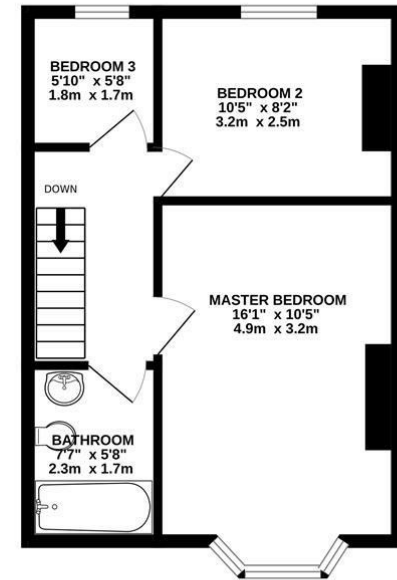 BEDROOM 3
5'10" x 5'8"
1.8m x 1.7m
BEDROOM 2
10'5" x 8'2"
3.2m x 2.5m
DOWN
MASTER BEDROOM
16'1" x 10'5"
4.9m x 3.2m
BATHROOM
7'7" x 5'8"
2.3m x 1.7m